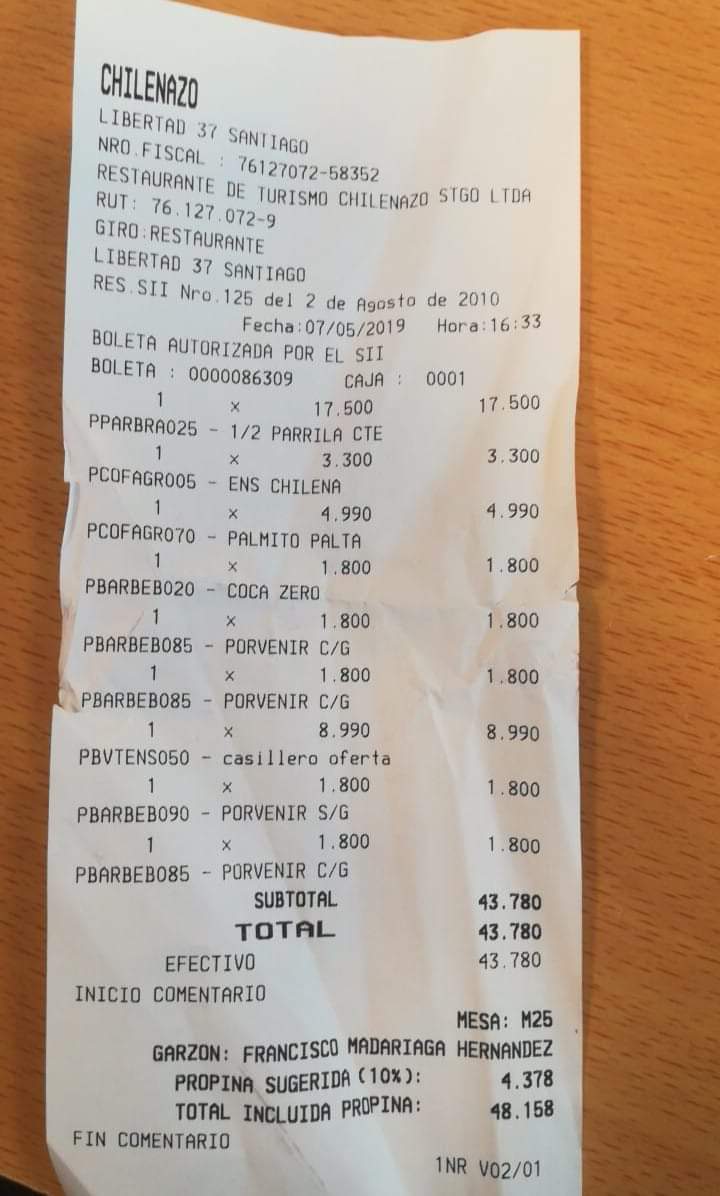 CHILENAZO
LIBERTAD 37 SANTIAGO
NRO.FISCAL : 76127072-58352
RESTAURANTE DE TURISMO CHILENAZO STGO LTDA
RUT: 76.127.072-9
GIRO:RESTAURANTE
LIBERTAD 37 SANTIAGO
RES.SII Nro.125 del 2 de Agosto de 2010
Fecha:07/05/2019 Hora:16:33
BOLETA AUTORIZADA POR EL SII
BOLETA : 0000086309 CAJA : 0001
1 x 17.500 17.500
PPARBRA025 - 1/2 PARRILA CTE
1 x 3.300 3.300
PCOFAGR005 - ENS CHILENA
1 x 4.990 4.990
PCOFAGR070 - PALMITO PALTA
1 x 1.800 1.800
PBARBEB020 - COCA ZERO
1 x 1.800 1.800
PBARBEB085 - PORVENIR C/G
1 x 1.800 1.800
PBARBEB085 - PORVENIR C/G
1 x 8.990 8.990
PBVTENS050 - casillero oferta
1 x 1.800 1.800
PBARBEB090 - PORVENIR S/G
1 x 1.800 1.800
PBARBEB085 - PORVENIR C/G
SUBTOTAL 43.780
TOTAL 43.780
EFECTIVO 43.780
INICIO COMENTARIO
MESA: M25
GARZON: FRANCISCO MADARIAGA HERNANDEZ
PROPINA SUGERIDA (10%): 4.378
TOTAL INCLUIDA PROPINA: 48.158
FIN COMENTARIO
1NR V02/01